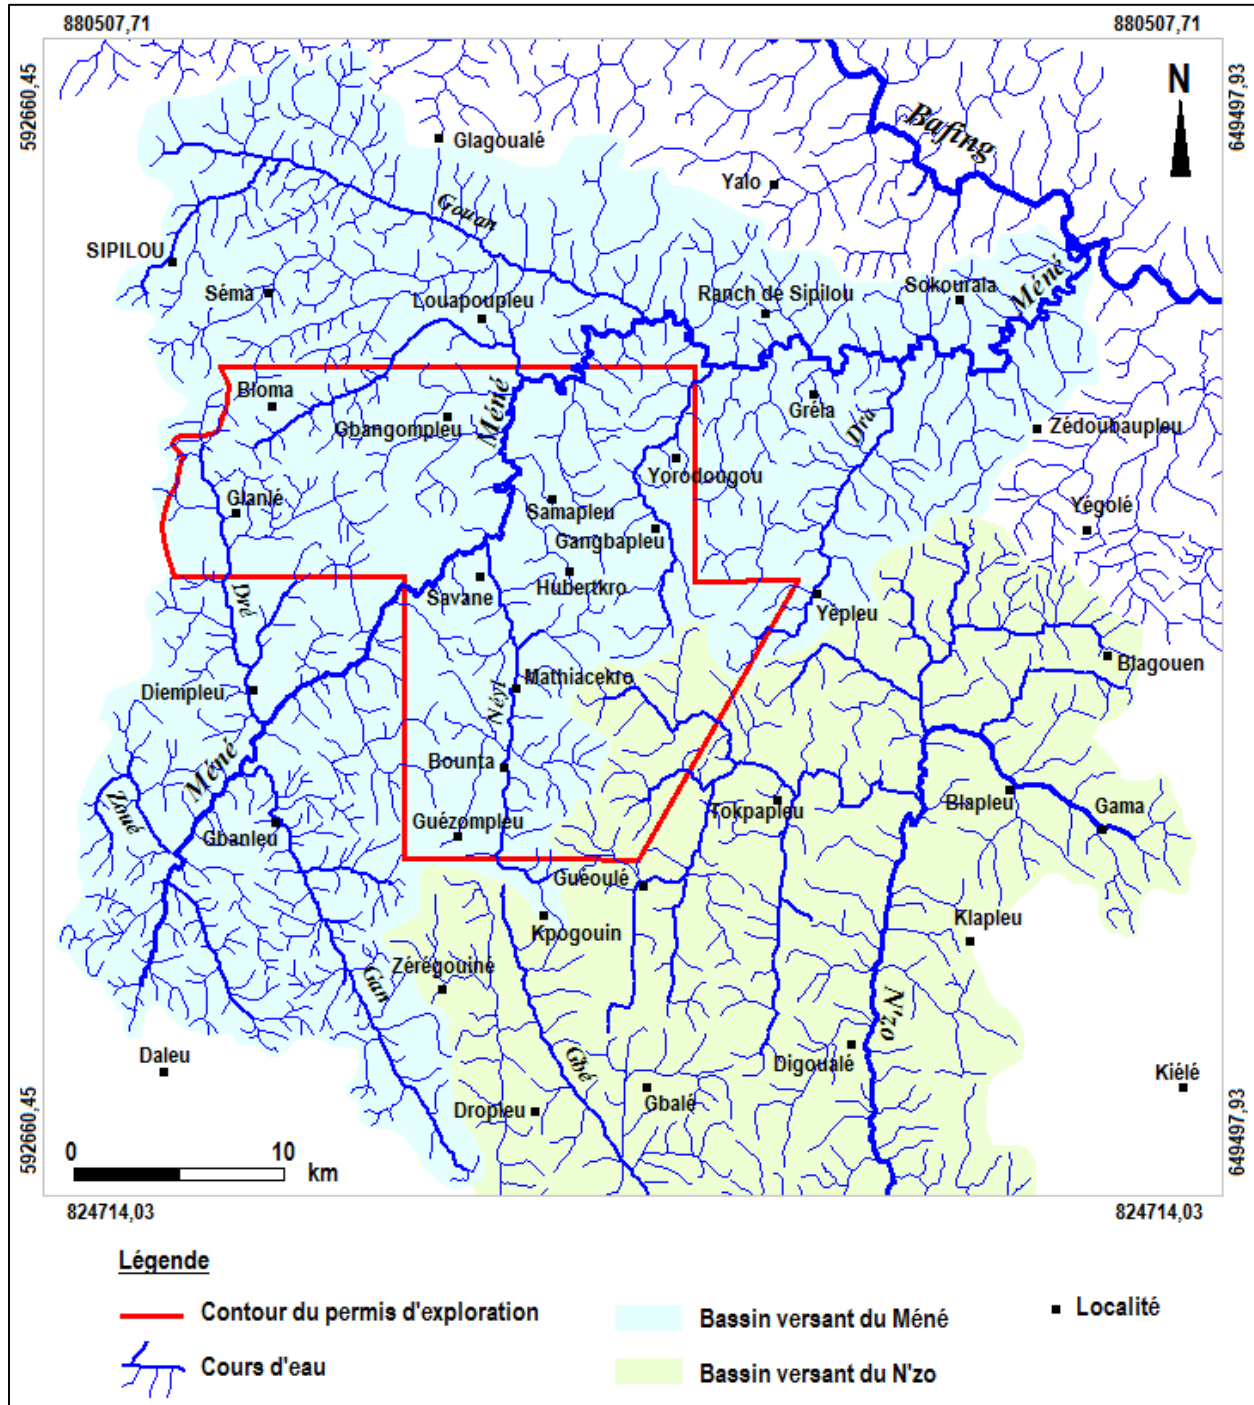 880507,71
880507,71
592660,45
649497,93
N
Bafing
Glagoualé
Yalo
Gouan
SIPILOU
Séma
Louapoupleu
Ranch de Sipilou
Sokourala
Méné
Bloma
Gbangompleu
Méné
Gréla
Dra
Zédoubaupleu
Yorodougou
Glanlé
Samapleu
Gangbapleu
Yégolé
Dré
Savane
Hubertkro
Yépleu
Blagouen
Diempleu
Néyi
Mathiacekro
Méné
Bounta
Zoué
Gbanleu
Guézompleu
Tokpapleu
Blapleu
Gama
Guéoulé
Kpogouin
Klapleu
Zérégouiné
Gan
N'zo
Daleu
Gbé
Digoualé
Kiélé
Dropleu
Gbalé
592660,45
649497,93
0 10
km
824714,03
824714,03
Légende
Contour du permis d'exploration
Bassin versant du Méné
Localité
Cours d'eau
Bassin versant du N'zo